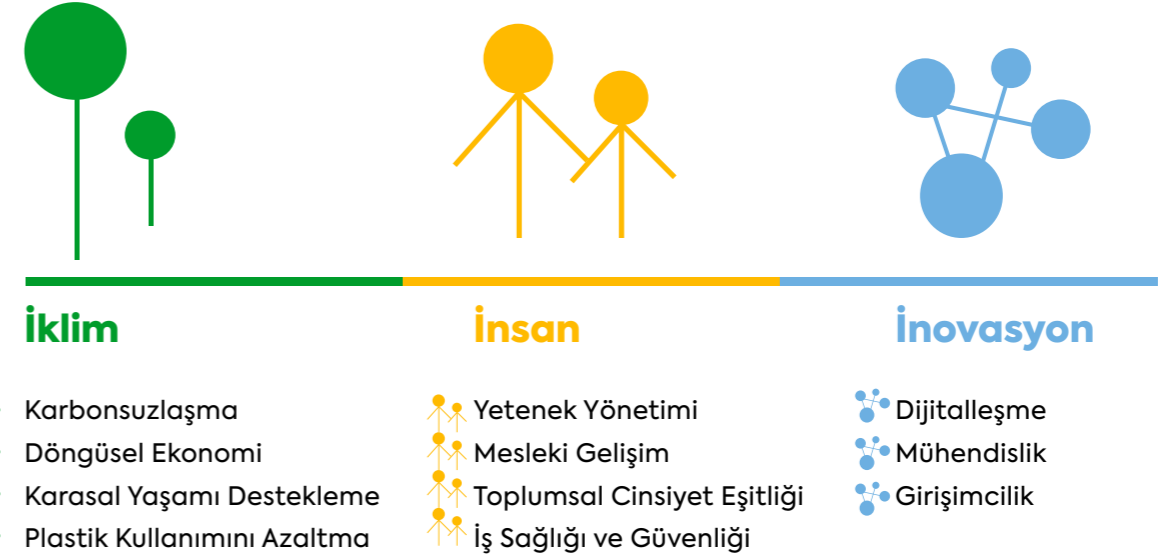 İklim
Karbonsuzlaşma
Döngüsel Ekonomi
Karasal Yaşamı Destekleme
Plastik Kullanımını Azaltma
İnsan
Yetenek Yönetimi
Mesleki Gelişim
Toplumsal Cinsiyet Eşitliği
İş Sağlığı ve Güvenliği
İnovasyon
Dijitalleşme
Mühendislik
Girişimcilik